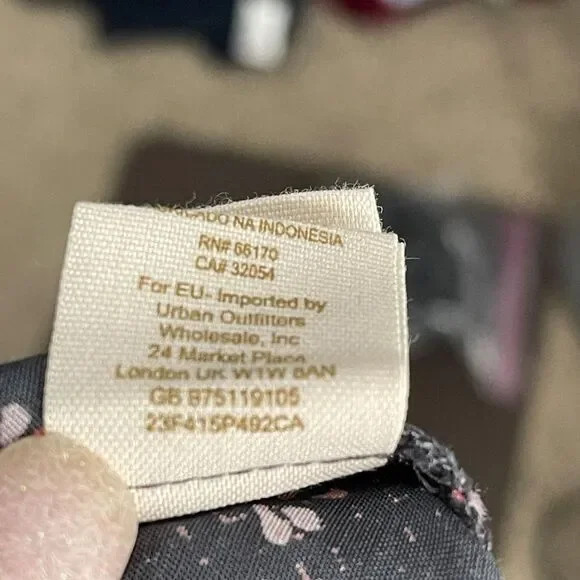 NA INDONESIA
RN# 66170
CA# 32054
For EU- Imported by
Urban Outfitters
Wholesale, Inc
24 Market Place
London UK W1W 8AN
GB 875119105
23F415P492CA